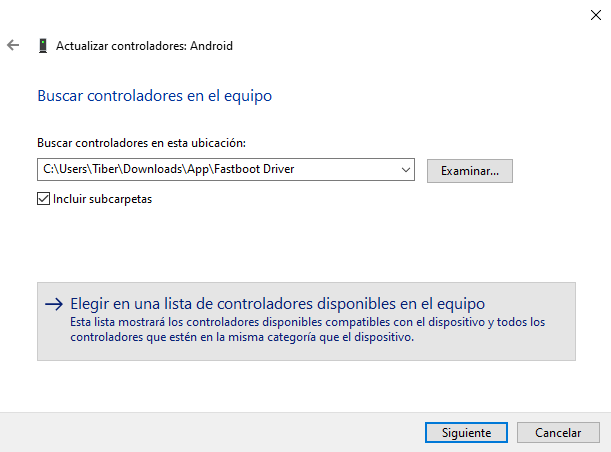 Actualizar controladores: Android
Buscar controladores en el equipo
Buscar controladores en esta ubicación:
C:\Users\Tiber\Downloads\App\Fastboot Driver
Examinar...
Incluir subcarpetas
Elegir en una lista de controladores disponibles en el equipo
Esta lista mostrará los controladores disponibles compatibles con el dispositivo y todos los
controladores que estén en la misma categoría que el dispositivo.
Siguiente
Cancelar